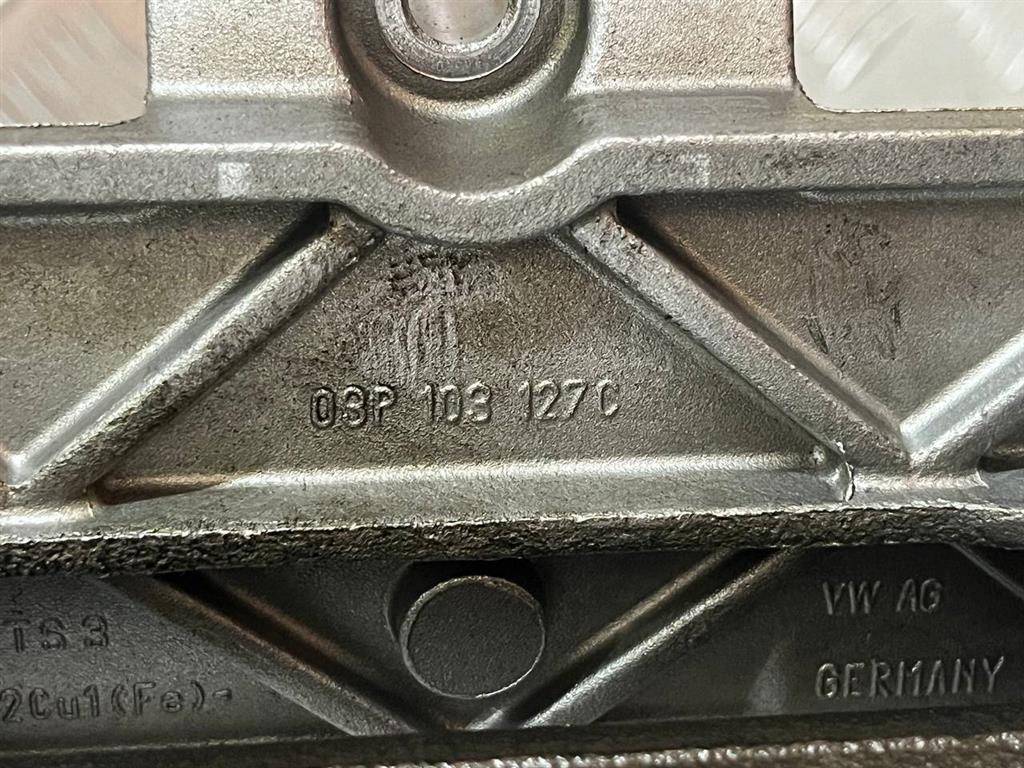 03P 103 127C
VW AG
TS3
GERMANY
2Cu1(Fe)-